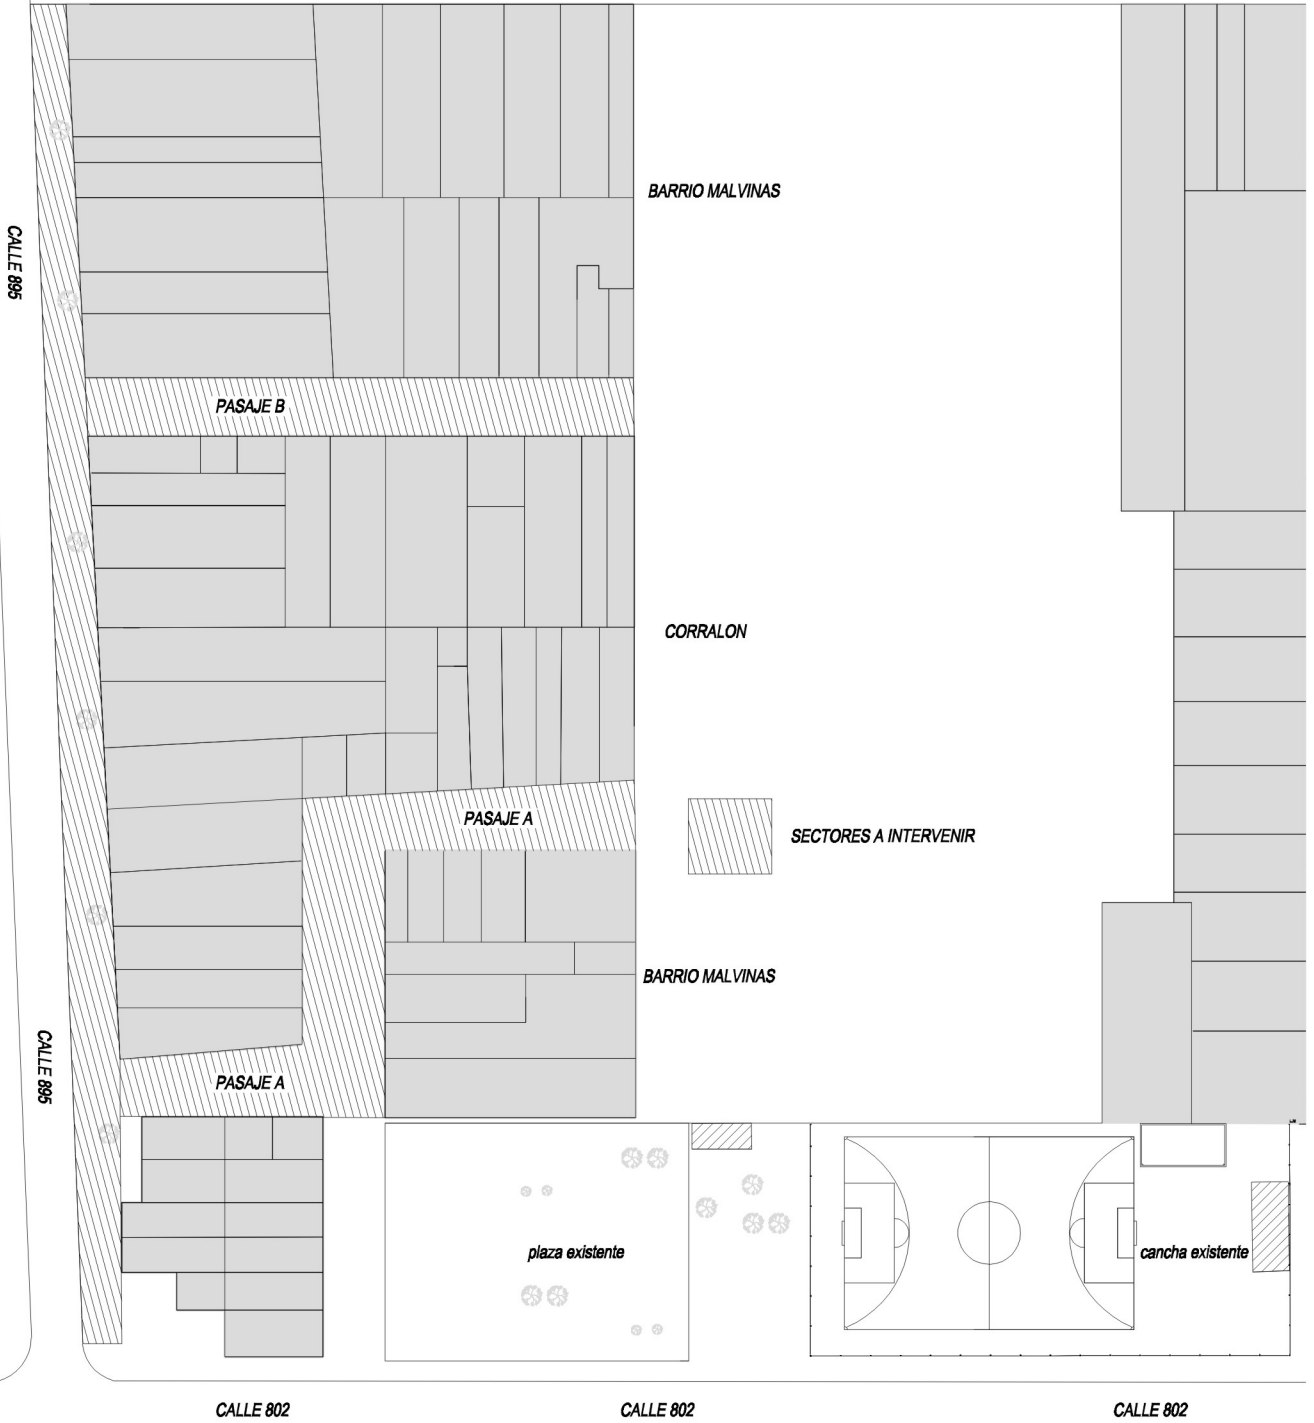 BARRIO MALVINAS
CALLE 895
PASAJE B
CORRALON
PASAJE A
SECTORES A INTERVENIR
BARRIO MALVINAS
CALLE 895
PASAJE A
plaza existente
cancha existente
CALLE 802
CALLE 802
CALLE 802